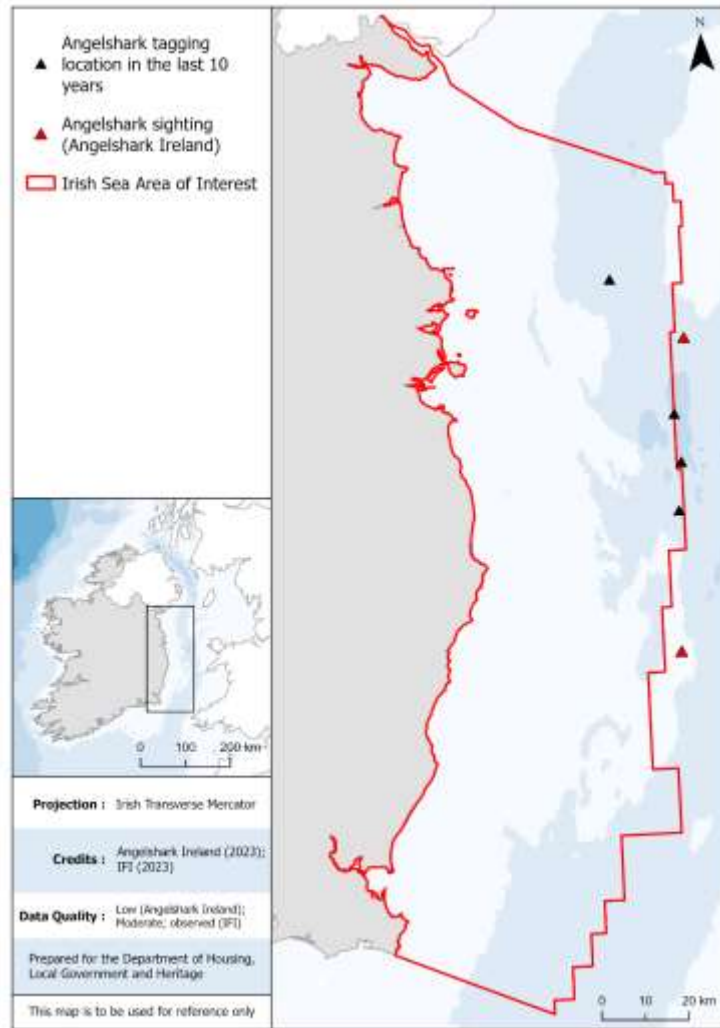 Angelshark tagging
location in the last 10
years
Angelshark sighting
(Angelshark Ireland)
Irish Sea Area of Interest
N
0 100 200 km
Projection : Irish Transverse Mercator
Credits : Angelshark Ireland (2023);
IFI (2023)
Data Quality : Low (Angelshark Ireland);
Moderate; observed (IFI)
Prepared for the Department of Housing,
Local Government and Heritage
This map is to be used for reference only
0 10 20 km